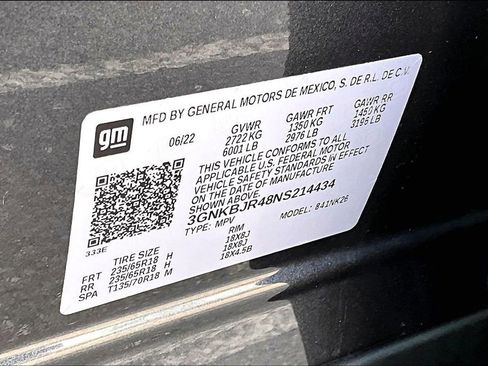 gm
MFD BY GENERAL MOTORS DE MEXICO, S. DE R.L. DE C.V.
06/22 GVWR GAWR FRT GAWR RR
2722 KG 1350 KG 1450 KG
6001 LB 2976 LB 3196 LB
THIS VEHICLE CONFORMS TO ALL
APPLICABLE U.S. FEDERAL MOTOR
VEHICLE SAFETY STANDARDS IN EFFECT
ON THE DATE OF MANUFACTURE
3GNKBJR48NS214434
TYPE: MPV MODEL: 841NK26
333E
TIRE SIZE RIM
FRT 235/65R18 H 18X8J
RR 235/65R18 H 18X8J
SPA T135/70R18 M 18X4.5B